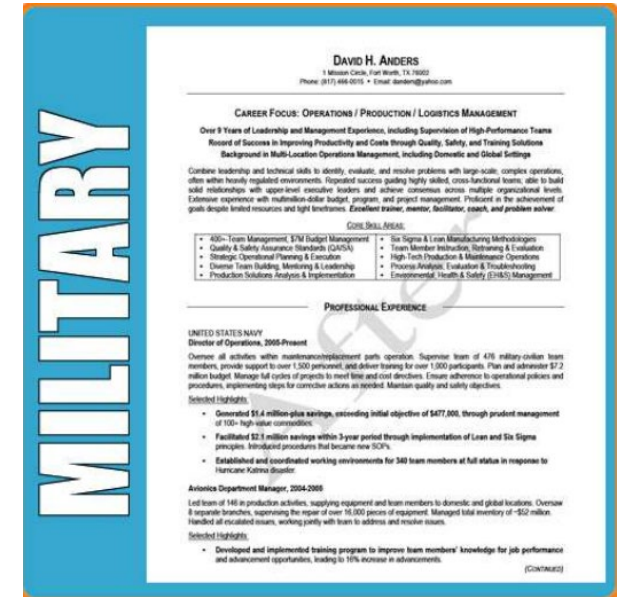 MILITARY
DAVID H. ANDERS
1 Mission Circle, Fort Worth, TX 76002
Phone: (817) 466-0015 • Email: danders@yahoo.com
CAREER FOCUS: OPERATIONS / PRODUCTION / LOGISTICS MANAGEMENT
Over 9 Years of Leadership and Management Experience, including Supervision of High-Performance Teams
Record of Success in Improving Productivity and Costs through Quality, Safety, and Training Solutions
Background in Multi-Location Operations Management, including Domestic and Global Settings
Combine leadership and technical skills to identify, evaluate, and resolve problems with large-scale, complex operations,
often within heavily regulated environments. Repeated success guiding highly skilled, cross-functional teams; able to build
solid relationships with upper-level executive leaders and achieve consensus across multiple organizational levels.
Extensive experience with multimillion-dollar budget, program, and project management. Proficient in the achievement of
goals despite limited resources and tight timeframes. Excellent trainer, mentor, facilitator, coach, and problem solver.
CORE SKILL AREAS:
• 400+-Team Management, $7M Budget Management
• Quality & Safety Assurance Standards (QA/SA)
• Strategic Operational Planning & Execution
• Diverse Team Building, Mentoring & Leadership
• Production Solutions Analysis & Implementation
• Six Sigma & Lean Manufacturing Methodologies
• Team Member Instruction, Retraining & Evaluation
• High-Tech Production & Maintenance Operations
• Process Analysis, Evaluation & Troubleshooting
• Environmental, Health & Safety (EH&S) Management
After
PROFESSIONAL EXPERIENCE
UNITED STATES NAVY
Director of Operations, 2005-Present
Oversee all activities within maintenance/replacement parts operation. Supervise team of 476 military-civilian team
members, provide support to over 1,500 personnel, and deliver training for over 1,000 participants. Plan and administer $7.2
million budget. Manage full cycles of projects to meet time and cost directives. Ensure adherence to operational policies and
procedures, implementing steps for corrective actions as needed. Maintain quality and safety objectives.
Selected Highlights:
• Generated $1.4 million-plus savings, exceeding initial objective of $477,000, through prudent management
of 100+ high-value commodities.
• Facilitated $2.1 million savings within 3-year period through implementation of Lean and Six Sigma
principles. Introduced procedures that became new SOPs.
• Established and coordinated working environments for 340 team members at full status in response to
Hurricane Katrina disaster.
Avionics Department Manager, 2004-2005
Led team of 146 in production activities, supplying equipment and team members to domestic and global locations. Oversaw
8 separate branches, supervising the repair of over 16,000 pieces of equipment. Managed total inventory of ~$52 million.
Handled all escalated issues, working jointly with team to address and resolve issues.
Selected Highlights:
• Developed and implemented training program to improve team members' knowledge for job performance
and advancement opportunities, leading to 16% increase in advancements.
(CONTINUED)